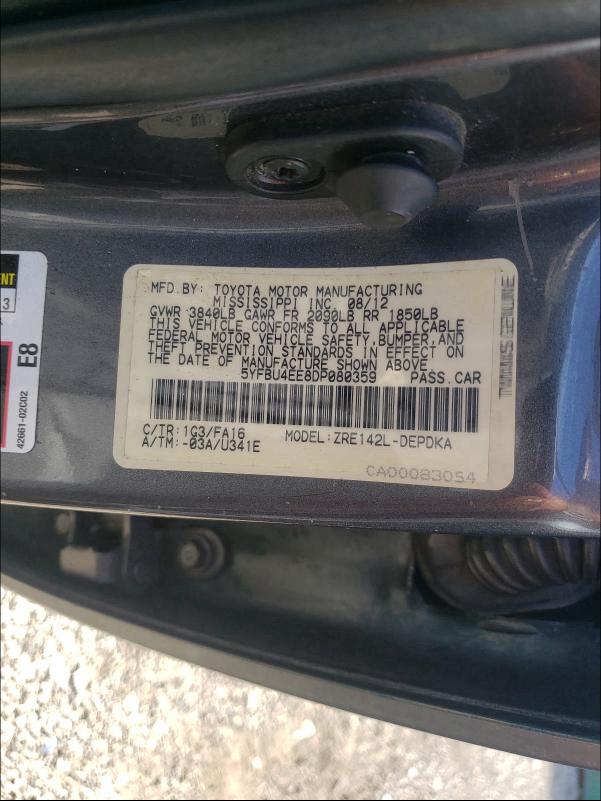 MFD.BY: TOYOTA MOTOR MANUFACTURING
MISSISSIPPI INC. 08/12
GVWR 3840LB GAWR FR 2090LB RR 1850LB
THIS VEHICLE CONFORMS TO ALL APPLICABLE
FEDERAL MOTOR VEHICLE SAFETY, BUMPER, AND
THEFT PREVENTION STANDARDS IN EFFECT ON
THE DATE OF MANUFACTURE SHOWN ABOVE.
5YFBU4EE8DP080359 PASS.CAR
C/TR: 1G3/FA16
A/TM: -03A/U341E
MODEL: ZRE142L-DEPDKA
CA00083054
E8
42661-02C02
3